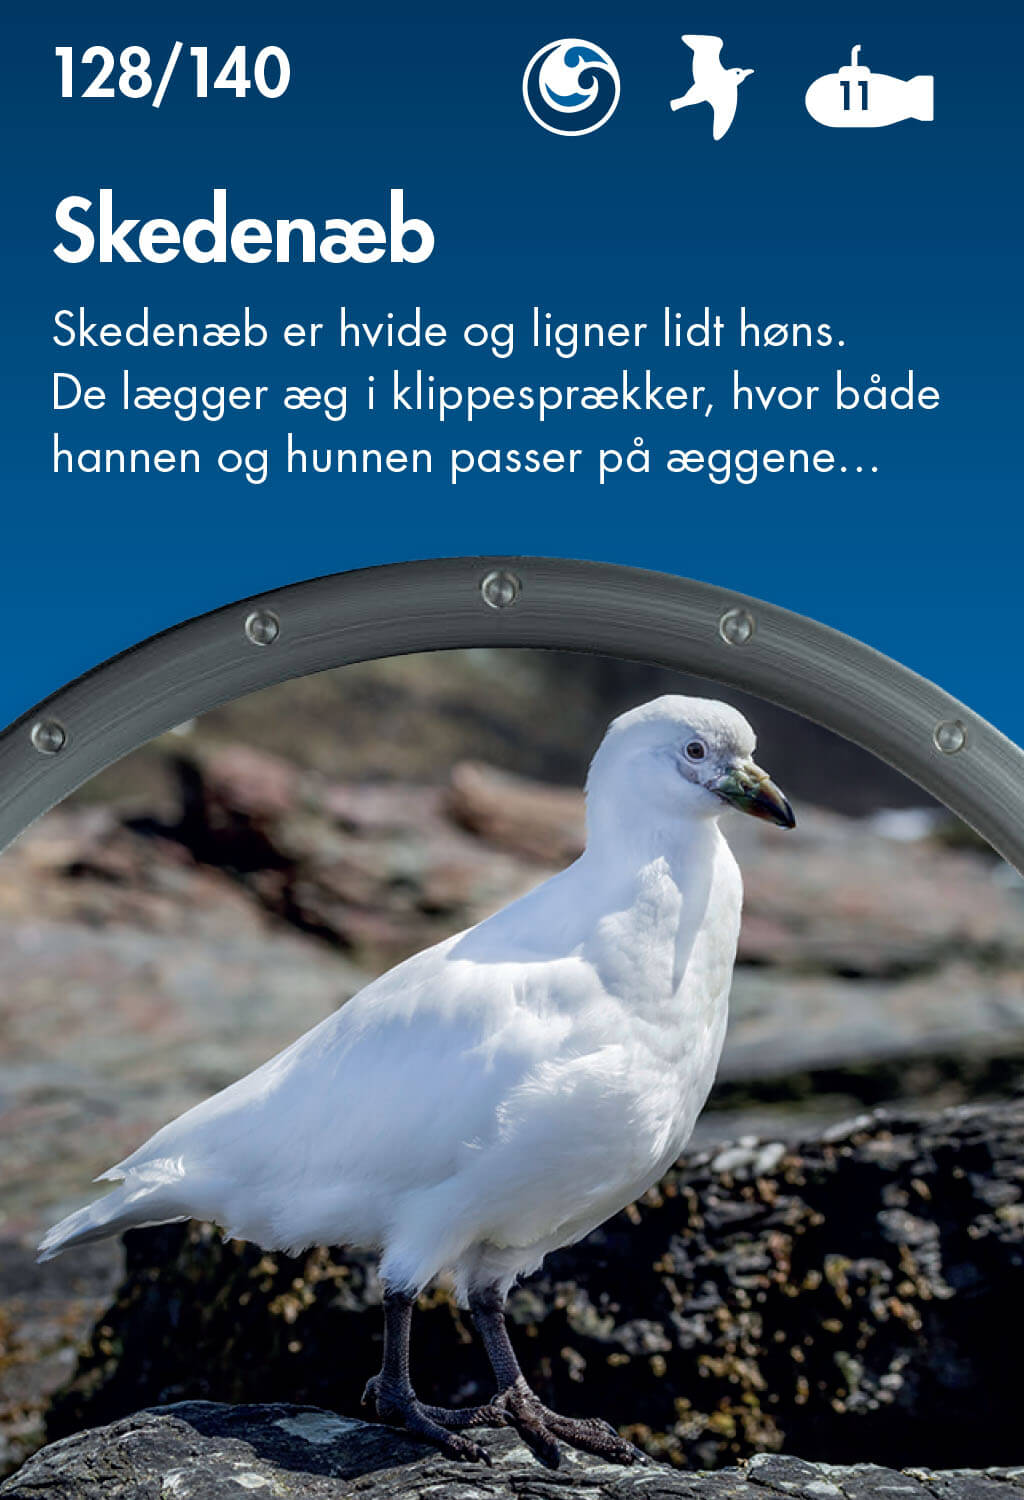 128/140
11
Skedenæb
Skedenæb er hvide og ligner lidt høns.
De lægger æg i klippesprækker, hvor både
hannen og hunnen passer på æggene...